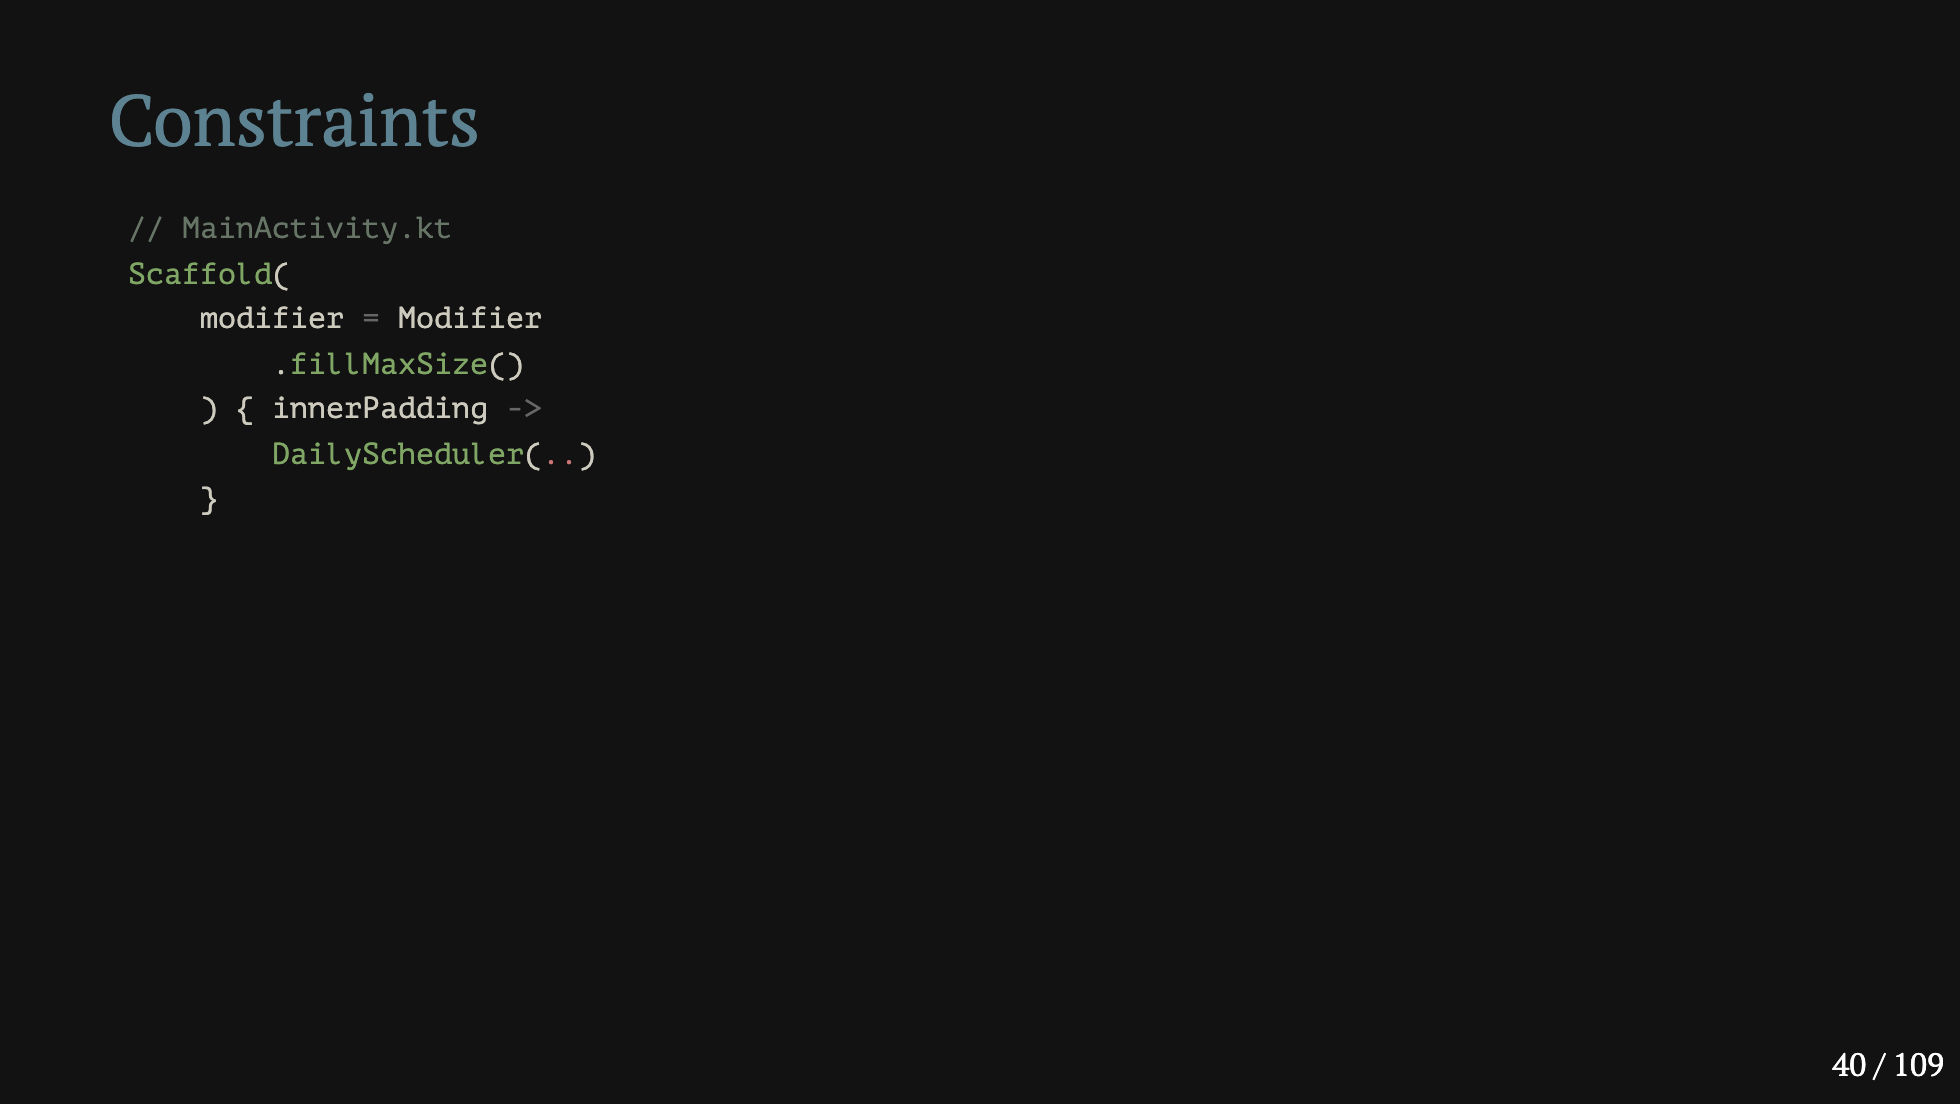 Constraints
// MainActivity.kt
Scaffold(
    modifier = Modifier
        .fillMaxSize()
    ) { innerPadding ->
        DailyScheduler(..)
    }
40 / 109